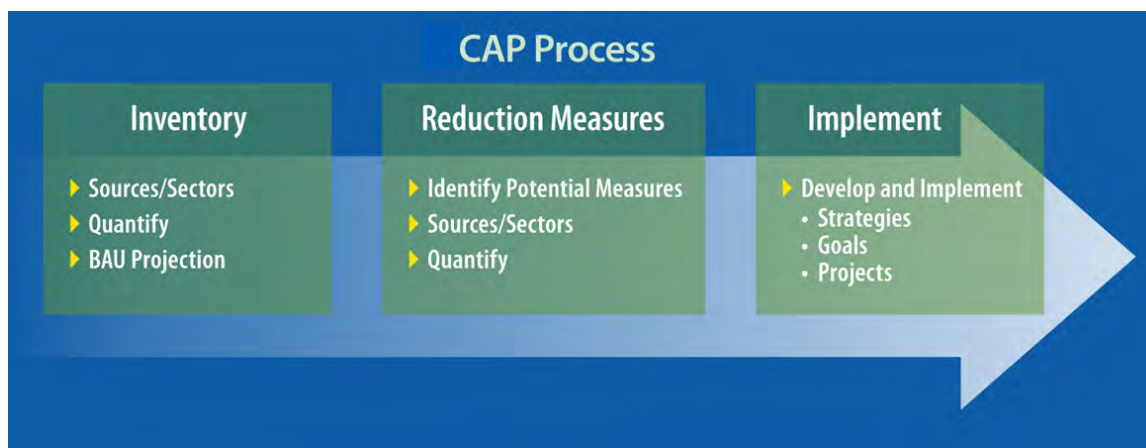 CAP Process
Inventory
Sources/Sectors
Quantify
BAU Projection
Reduction Measures
Identify Potential Measures
Sources/Sectors
Quantify
Implement
Develop and Implement
• Strategies
• Goals
• Projects